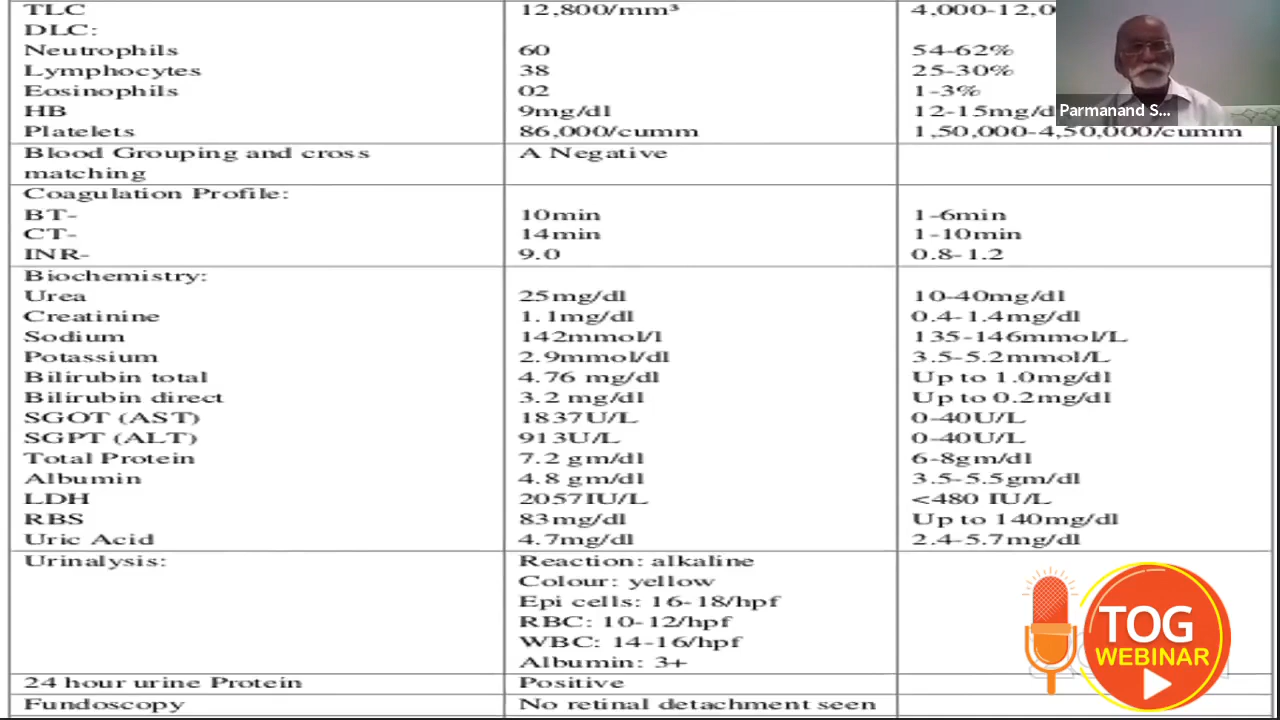 TLC 12,800/mm³ 4,000-12,0
DLC:
Neutrophils 60 54-62%
Lymphocytes 38 25-30%
Eosinophils 02 1-3%
HB 9mg/dl 12-15mg/d
Parmanand S...
Platelets 86,000/cumm 1,50,000-4,50,000/cumm
Blood Grouping and cross A Negative
matching
Coagulation Profile:
BT- 10min 1-6min
CT- 14min 1-10min
INR- 9.0 0.8-1.2
Biochemistry:
Urea 25mg/dl 10-40mg/dl
Creatinine 1.1mg/dl 0.4-1.4mg/dl
Sodium 142mmol/l 135-146mmol/L
Potassium 2.9mmol/dl 3.5-5.2mmol/L
Bilirubin total 4.76 mg/dl Up to 1.0mg/dl
Bilirubin direct 3.2 mg/dl Up to 0.2mg/dl
SGOT (AST) 1837U/L 0-40U/L
SGPT (ALT) 913U/L 0-40U/L
Total Protein 7.2 gm/dl 6-8gm/dl
Albumin 4.8 gm/dl 3.5-5.5gm/dl
LDH 2057IU/L <480 IU/L
RBS 83mg/dl Up to 140mg/dl
Uric Acid 4.7mg/dl 2.4-5.7mg/dl
Urinalysis: Reaction: alkaline
Colour: yellow
Epi cells: 16-18/hpf
RBC: 10-12/hpf
WBC: 14-16/hpf
Albumin: 3+
TOG
WEBINAR
24 hour urine Protein Positive
Fundoscopy No retinal detachment seen